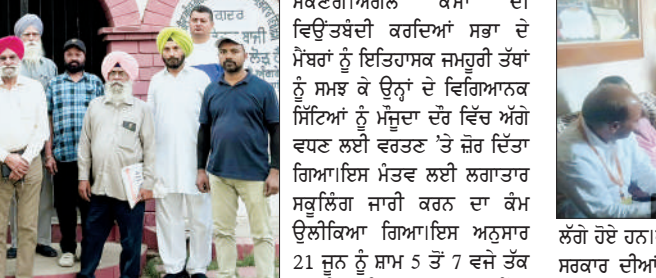 ਗਦਰ
ਬਾਜ਼ੀ
ਵਿਉਂਤਬੰਦੀ ਕਰਦਿਆਂ ਸਭਾ ਦੇ
ਮੈਂਬਰਾਂ ਨੂੰ ਇਤਿਹਾਸਕ ਜਮਹੂਰੀ ਤੱਥਾਂ
ਨੂੰ ਸਮਝ ਕੇ ਉਨ੍ਹਾਂ ਦੇ ਵਿਗਿਆਨਕ
ਸਿੱਟਿਆਂ ਨੂੰ ਮੌਜੂਦਾ ਦੌਰ ਵਿੱਚ ਅੱਗੇ
ਵਧਣ ਲਈ ਵਰਤਣ ’ਤੇ ਜ਼ੋਰ ਦਿੱਤਾ
ਗਿਆ।ਇਸ ਮੰਤਵ ਲਈ ਲਗਾਤਾਰ
ਸਕੂਲਿੰਗ ਜਾਰੀ ਕਰਨ ਦਾ ਕੰਮ
ਉਲੀਕਿਆ ਗਿਆ।ਇਸ ਅਨੁਸਾਰ
21 ਜੂਨ ਨੂੰ ਸ਼ਾਮ 5 ਤੋਂ 7 ਵਜੇ ਤੱਕ
ਲੱਗੇ ਹੋਏ ਹਨ।
ਸਰਕਾਰ ਦੀਆਂ